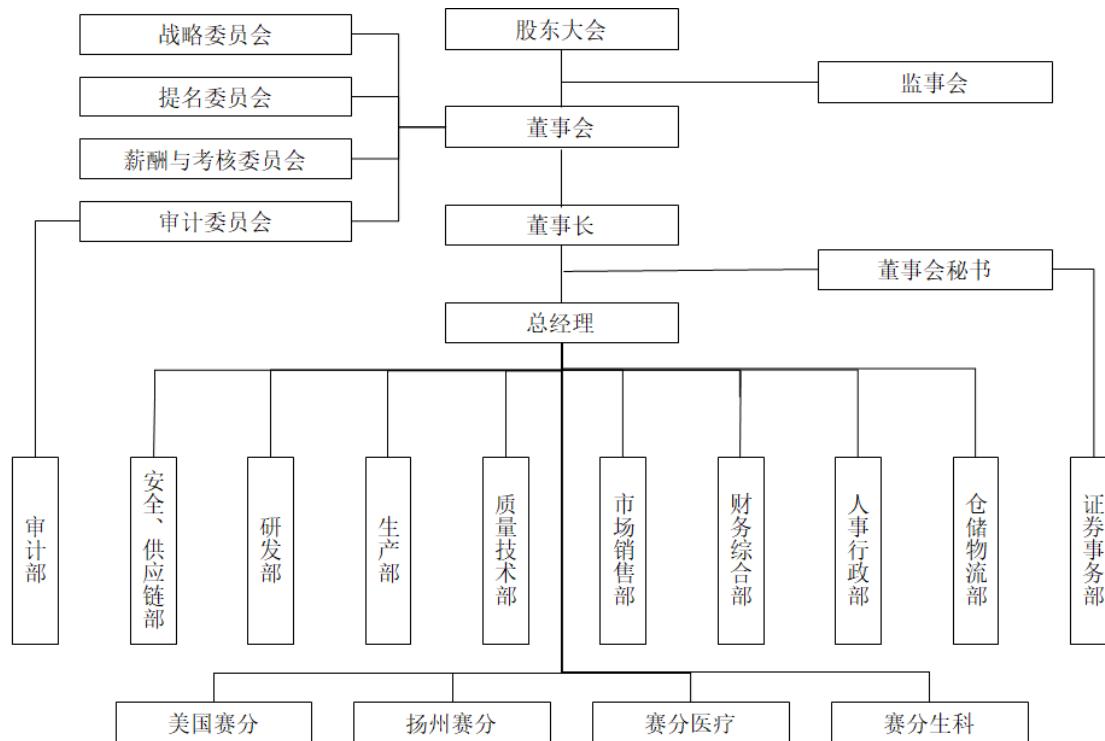 战略委员会
股东大会
监事会
提名委员会
董事会
薪酬与考核委员会
审计委员会
董事长
董事会秘书
总经理
审计部
安全、供应链部
研发部
生产部
质量技术部
市场销售部
财务综合部
人事行政部
仓储物流部
证券事务部
美国赛分
扬州赛分
赛分医疗
赛分生科